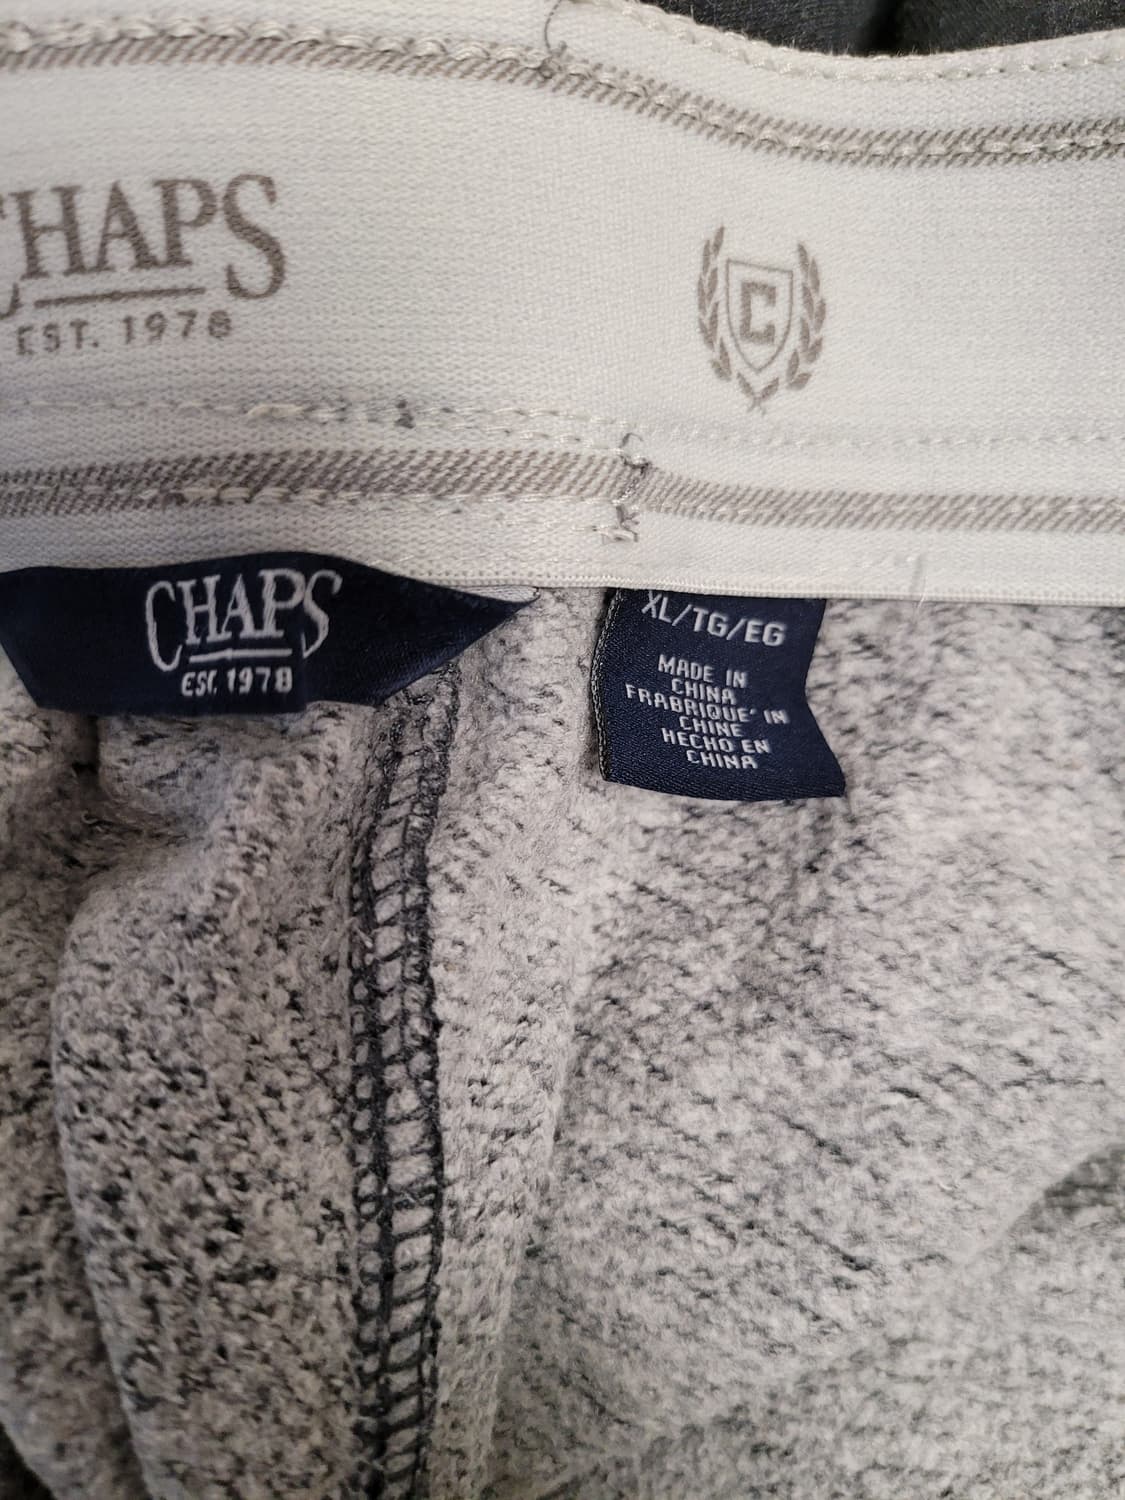 CHAPS
EST. 1978
C
CHAPS
EST. 1978
XL/TG/EG
MADE IN
CHINA
FRABRIQUE' IN
CHINE
HECHO EN
CHINA